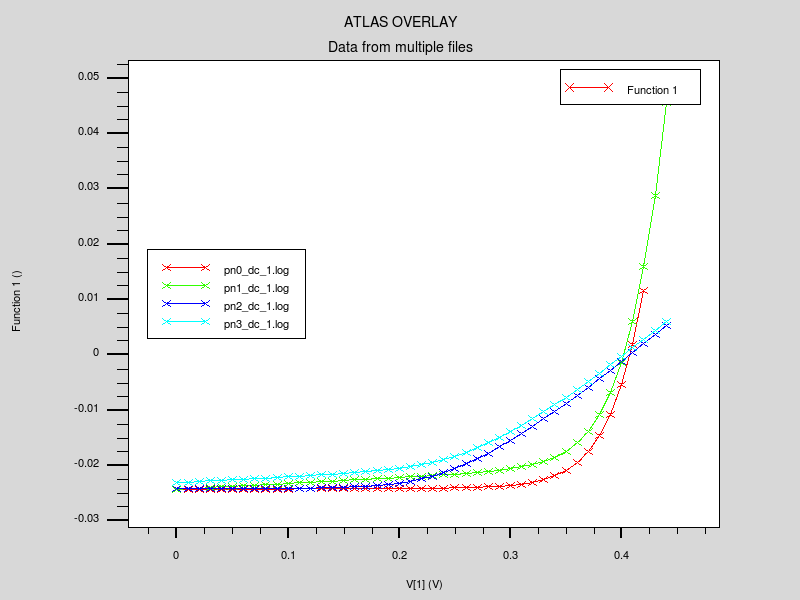 ATLAS OVERLAY
Data from multiple files
Function 1
0.05
0.04
0.03
0.02
0.01
0
-0.01
-0.02
-0.03
Function 1 ()
pn0_dc_1.log
pn1_dc_1.log
pn2_dc_1.log
pn3_dc_1.log
0 0.1 0.2 0.3 0.4
V[1] (V)